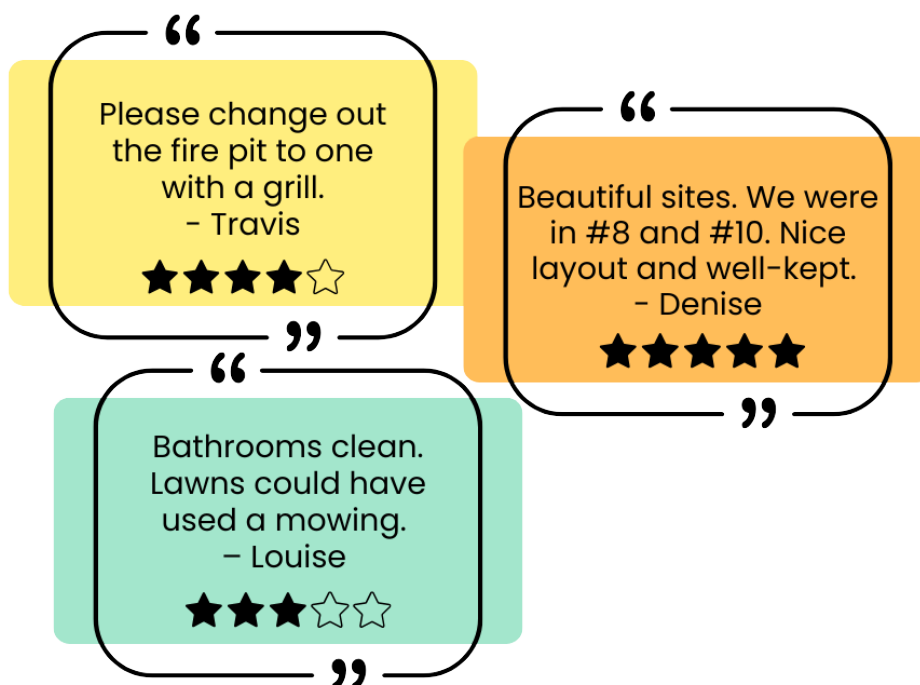 Please change out
the fire pit to one
with a grill.
- Travis
Beautiful sites. We were
in #8 and #10. Nice
layout and well-kept.
- Denise
Bathrooms clean.
Lawns could have
used a mowing.
– Louise